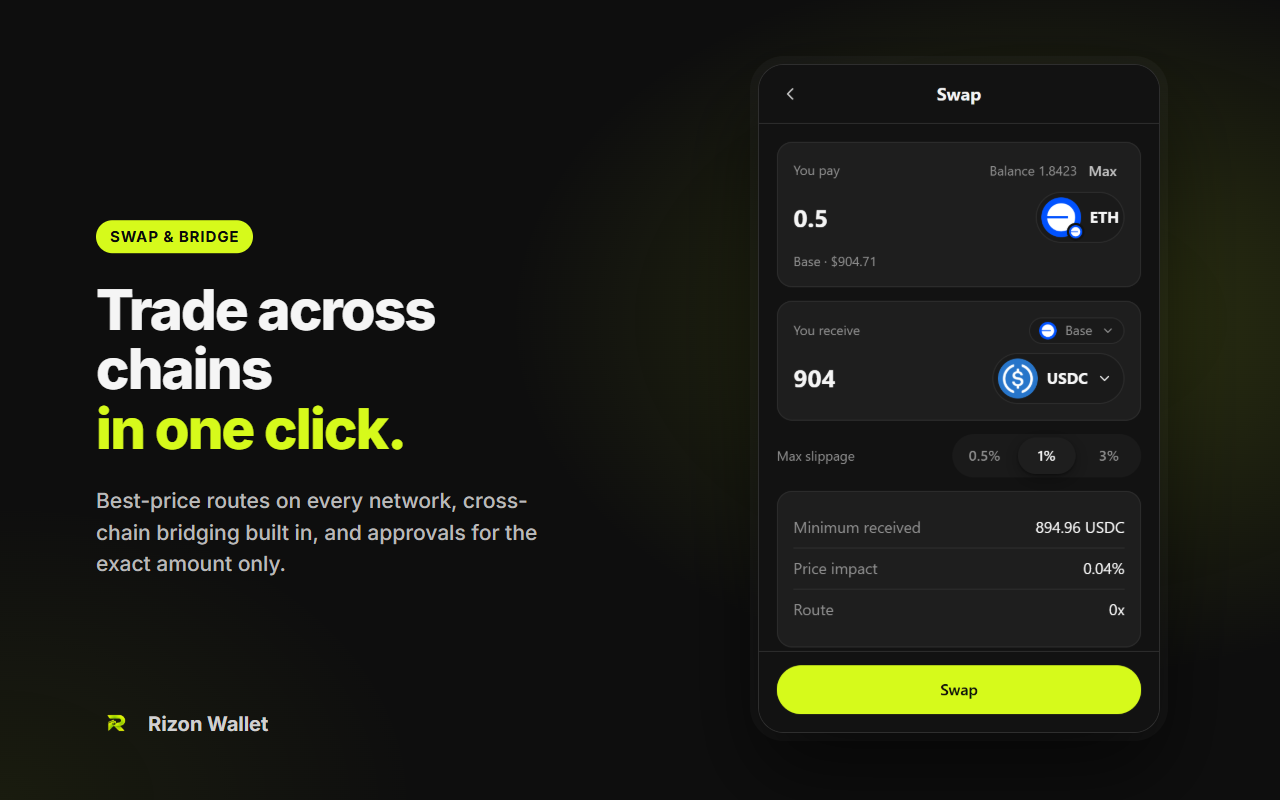 SWAP & BRIDGE
Trade across
chains
in one click.
Best-price routes on every network, cross-
chain bridging built in, and approvals for the
exact amount only.
Rizon Wallet
Swap
You pay
Balance 1.8423 Max
0.5
ETH
Base · $904.71
You receive
Base
904
USDC
Max slippage
0.5% 1% 3%
Minimum received 894.96 USDC
Price impact 0.04%
Route 0x
Swap